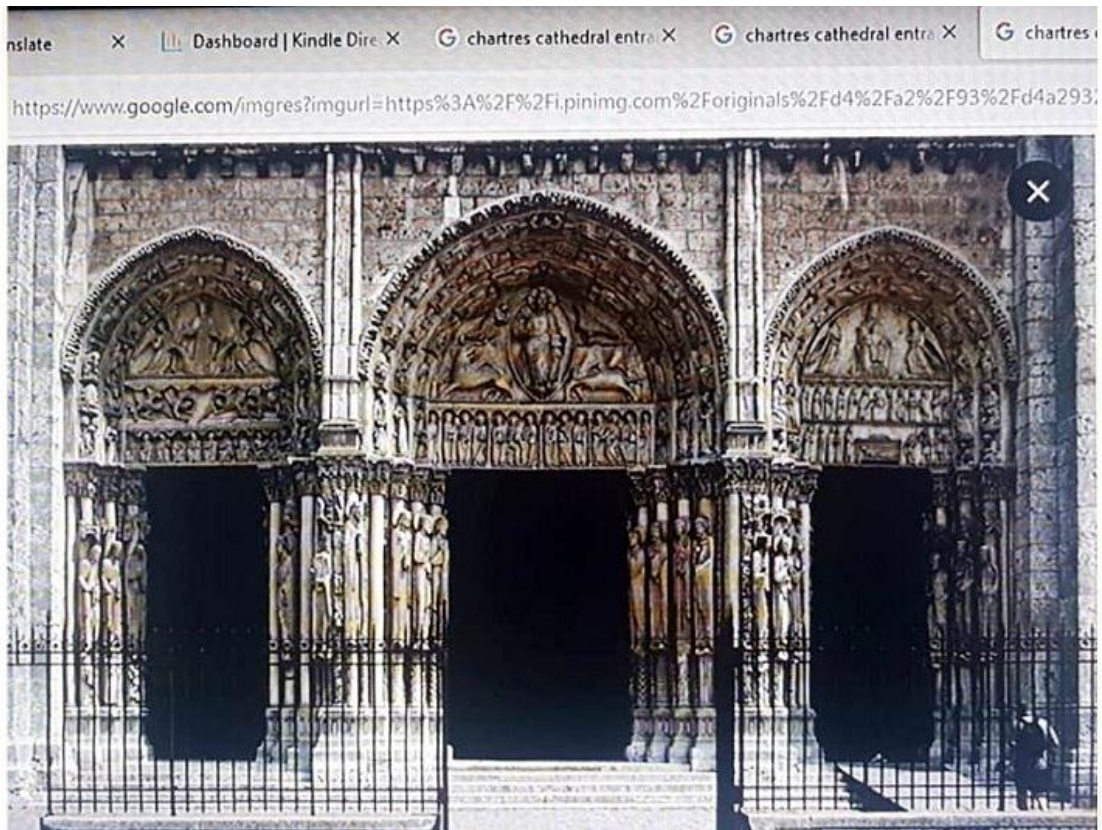 nslate × Dashboard | Kindle Dire × G chartres cathedral entra × G chartres cathedral entra × G chartres
https://www.google.com/imgres?imgurl=https%3A%2F%2Fi.pinimg.com%2Foriginals%2Fd4%2Fa2%2F93%2Fd4a293